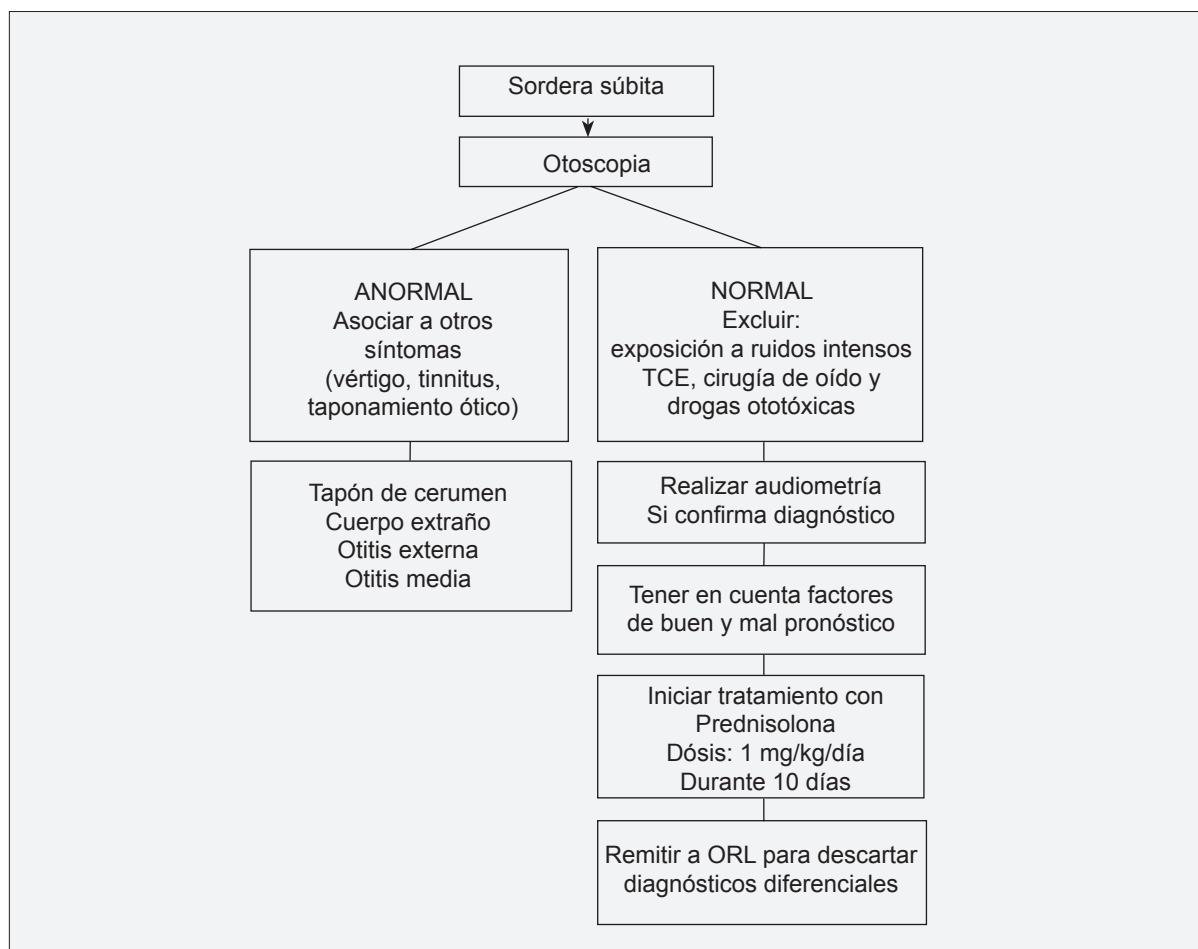 Sordera súbita
Otoscopia
ANORMAL
Asociar a otros
síntomas
(vértigo, tinnitus,
taponamiento ótico)
Tapón de cerumen
Cuerpo extraño
Otitis externa
Otitis media
NORMAL
Excluir:
exposición a ruidos intensos
TCE, cirugía de oído y
drogas ototóxicas
Realizar audiometría
Si confirma diagnóstico
Tener en cuenta factores
de buen y mal pronóstico
Iniciar tratamiento con
Prednisolona
Dósis: 1 mg/kg/día
Durante 10 días
Remitir a ORL para descartar
diagnósticos diferenciales